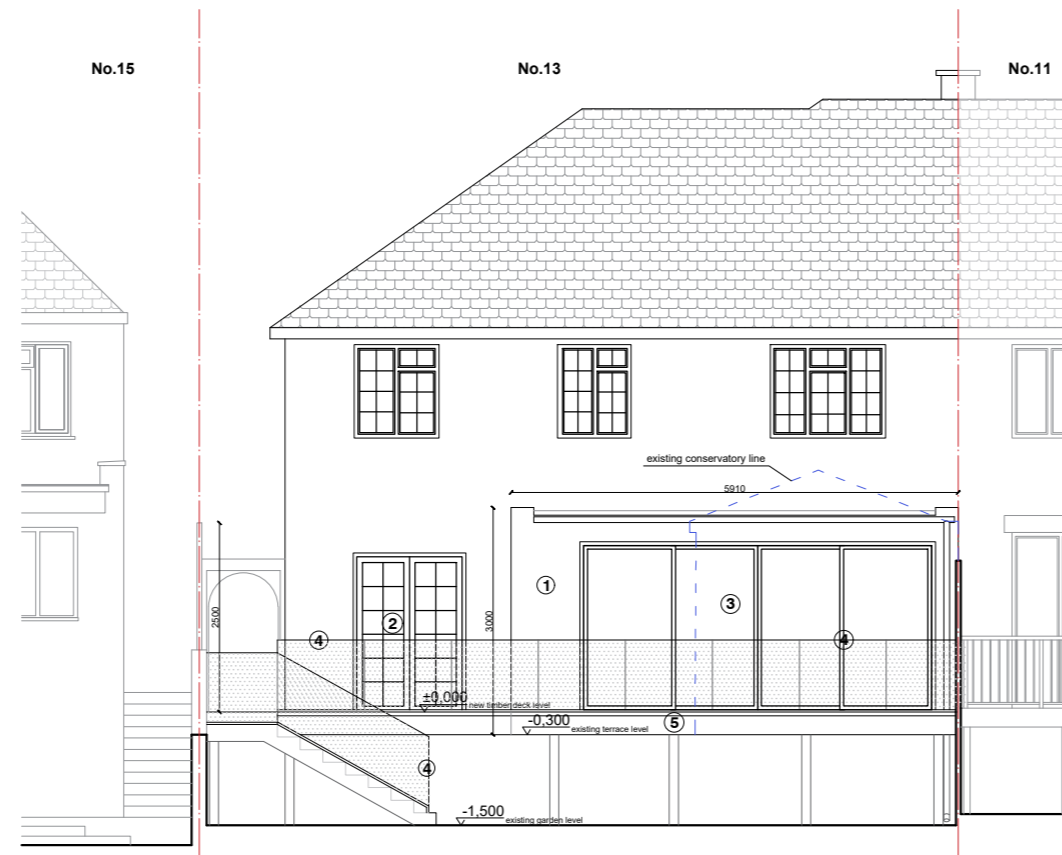 No.15
No.13
No.11
existing conservatory line
5910
2500
3000
1
2
3
4
4
±0,000 new timber deck level
-0,300 existing terrace level
5
4
-1,500 existing garden level